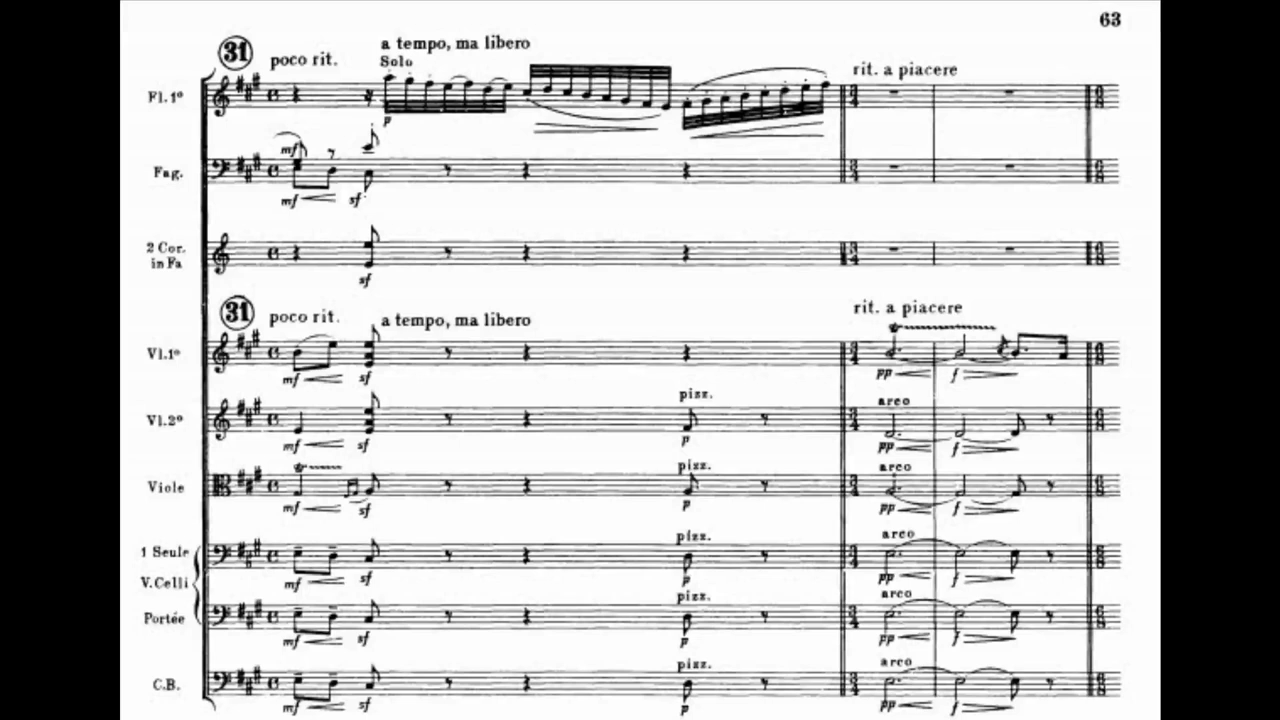 63
31 poco rit. a tempo, ma libero
Solo
rit. a piacere
Fl. 1º
p
mf
Fag.
mf sf
2 Cor.
in Fa
sf
31 poco rit. a tempo, ma libero
rit. a piacere
Vl. 1º
mf sf pp f
pizz. arco
Vl. 2º
mf sf p pp f
pizz. arco
Viole
mf sf p pp f
pizz. arco
1 Seule
mf sf p pp f
V. Celli
pizz. arco
Portée
mf sf p pp f
pizz. arco
C.B.
mf sf p pp f